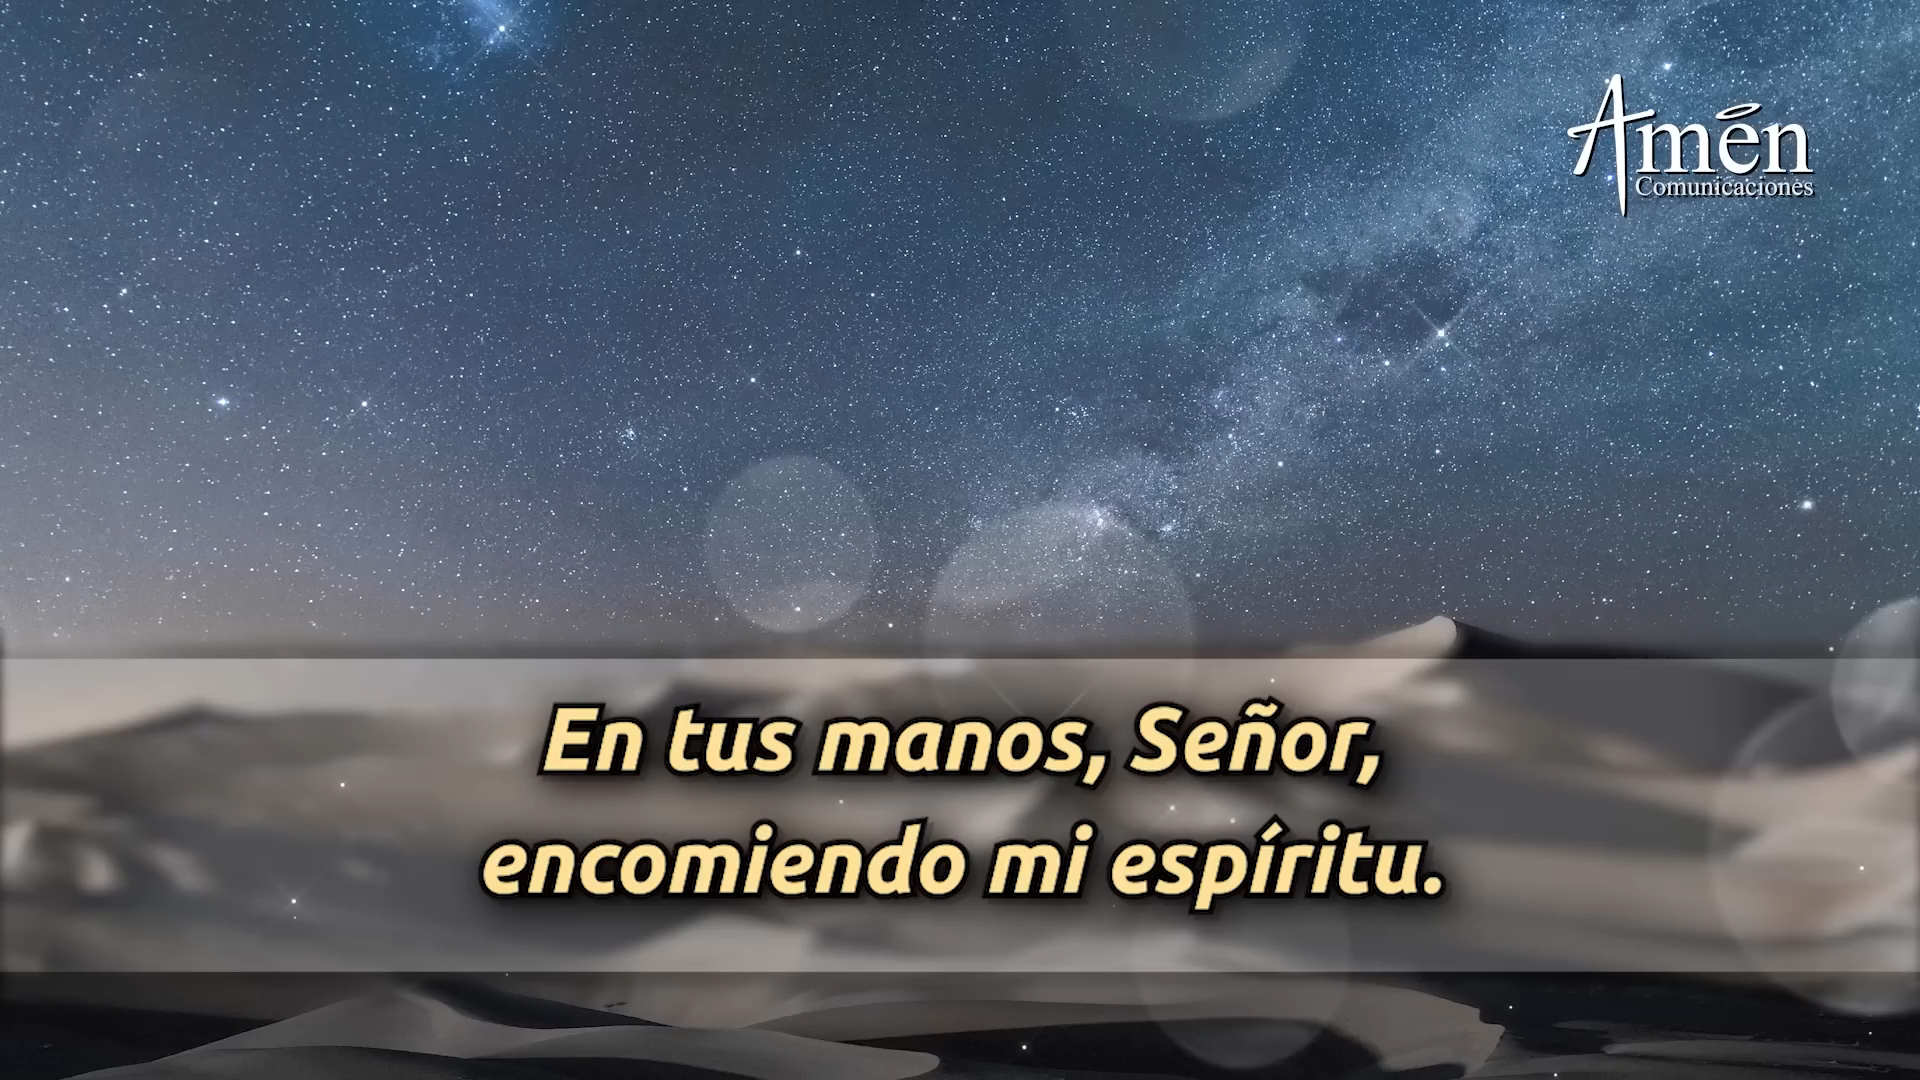 Amén
Comunicaciones
En tus manos, Señor,
encomiendo mi espíritu.